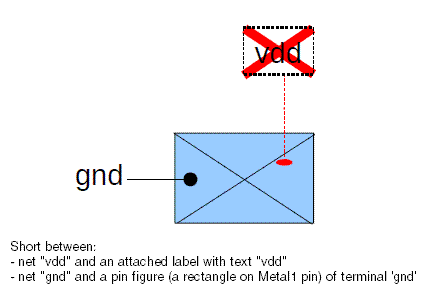 vdd
gnd
Short between:
- net "vdd" and an attached label with text "vdd"
- net "gnd" and a pin figure (a rectangle on Metal1 pin) of terminal 'gnd'